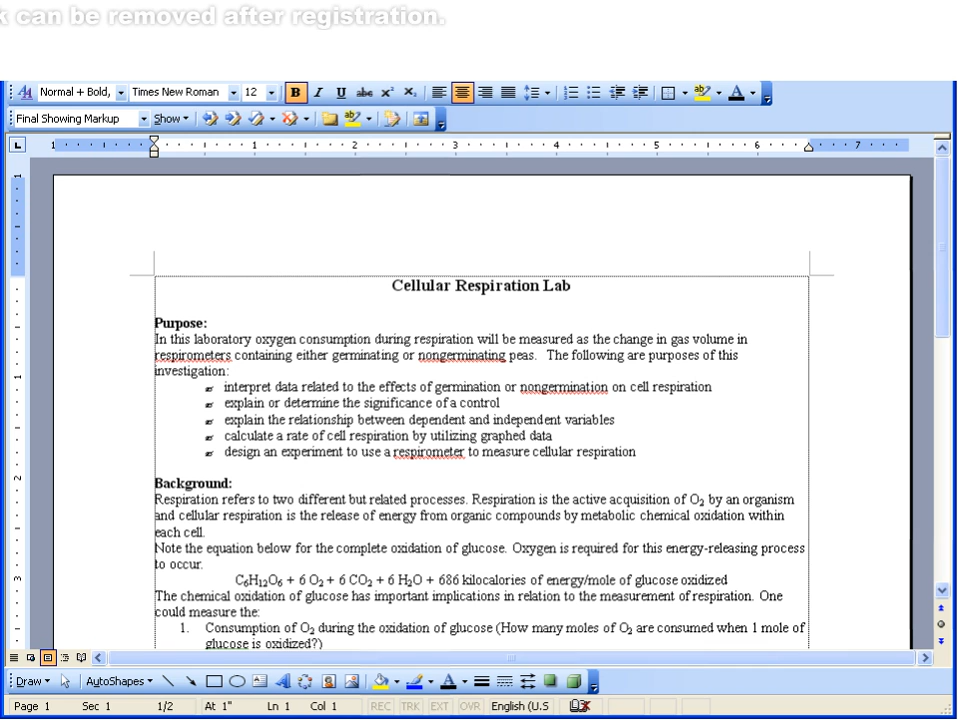 k can be removed after registration.
Normal + Bold, Times New Roman 12 B I U abc x² x₂ A
Final Showing Markup Show
1 1 2 3 4 5 6 7
Cellular Respiration Lab
Purpose:
In this laboratory oxygen consumption during respiration will be measured as the change in gas volume in
respirometers containing either germinating or nongerminating peas. The following are purposes of this
investigation:
interpret data related to the effects of germination or nongermination on cell respiration
explain or determine the significance of a control
explain the relationship between dependent and independent variables
calculate a rate of cell respiration by utilizing graphed data
design an experiment to use a respirometer to measure cellular respiration
Background:
Respiration refers to two different but related processes. Respiration is the active acquisition of O₂ by an organism
and cellular respiration is the release of energy from organic compounds by metabolic chemical oxidation within
each cell.
Note the equation below for the complete oxidation of glucose. Oxygen is required for this energy-releasing process
to occur.
C₆H₁₂O₆ + 6 O₂ + 6 CO₂ + 6 H₂O + 686 kilocalories of energy/mole of glucose oxidized
The chemical oxidation of glucose has important implications in relation to the measurement of respiration. One
could measure the:
1. Consumption of O₂ during the oxidation of glucose (How many moles of O₂ are consumed when 1 mole of
glucose is oxidized?)
Draw AutoShapes A
Page 1 Sec 1 1/2 At 1" Ln 1 Col 1 REC TRK EXT OVR English (U.S